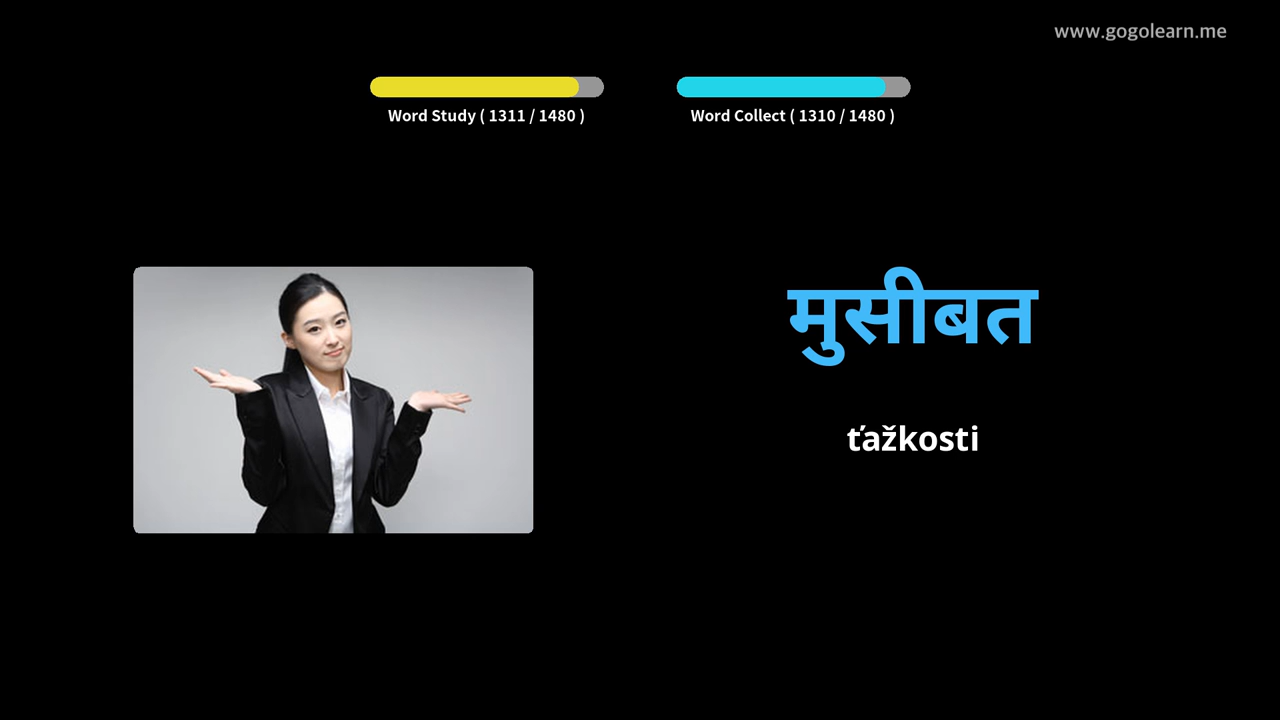 www.gogolearn.me
Word Study ( 1311 / 1480 )
Word Collect ( 1310 / 1480 )
मुसीबत
ťažkosti